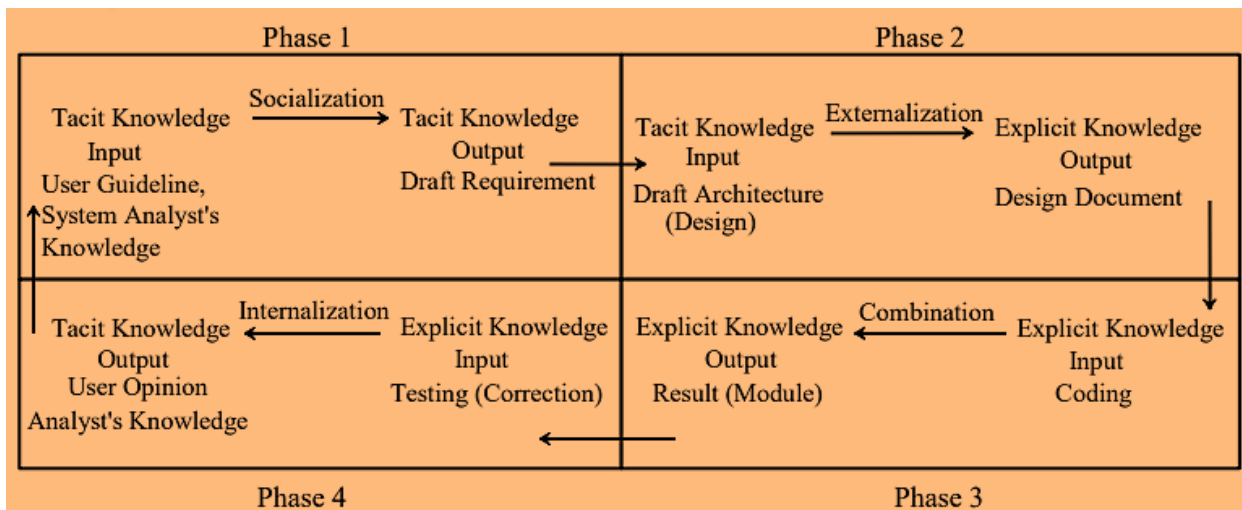 Phase 1
Phase 2
Tacit Knowledge
Input
User Guideline,
System Analyst's
Knowledge
Socialization
Tacit Knowledge
Output
Draft Requirement
Tacit Knowledge
Input
Draft Architecture
(Design)
Externalization
Explicit Knowledge
Output
Design Document
Tacit Knowledge
Output
User Opinion
Analyst's Knowledge
Internalization
Explicit Knowledge
Input
Testing (Correction)
Explicit Knowledge
Output
Result (Module)
Combination
Explicit Knowledge
Input
Coding
Phase 4
Phase 3